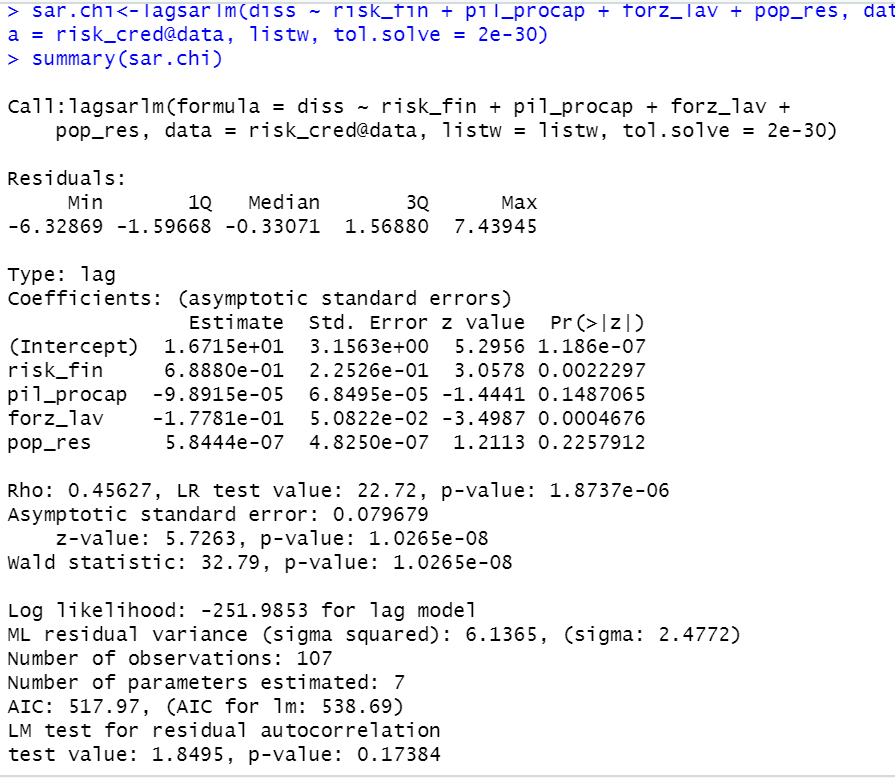 > sar.chi<-lagsarlm(diss ~ risk_fin + pil_procap + forz_lav + pop_res, dat
a = risk_cred@data, listw, tol.solve = 2e-30)
> summary(sar.chi)
Call:lagsarlm(formula = diss ~ risk_fin + pil_procap + forz_lav +
    pop_res, data = risk_cred@data, listw = listw, tol.solve = 2e-30)
Residuals:
     Min       1Q   Median       3Q      Max
-6.32869 -1.59668 -0.33071  1.56880  7.43945
Type: lag
Coefficients: (asymptotic standard errors)
               Estimate  Std. Error z value  Pr(>|z|)
(Intercept)  1.6715e+01  3.1563e+00  5.2956 1.186e-07
risk_fin     6.8880e-01  2.2526e-01  3.0578 0.0022297
pil_procap  -9.8915e-05  6.8495e-05 -1.4441 0.1487065
forz_lav    -1.7781e-01  5.0822e-02 -3.4987 0.0004676
pop_res      5.8444e-07  4.8250e-07  1.2113 0.2257912
Rho: 0.45627, LR test value: 22.72, p-value: 1.8737e-06
Asymptotic standard error: 0.079679
    z-value: 5.7263, p-value: 1.0265e-08
Wald statistic: 32.79, p-value: 1.0265e-08
Log likelihood: -251.9853 for lag model
ML residual variance (sigma squared): 6.1365, (sigma: 2.4772)
Number of observations: 107
Number of parameters estimated: 7
AIC: 517.97, (AIC for lm: 538.69)
LM test for residual autocorrelation
test value: 1.8495, p-value: 0.17384